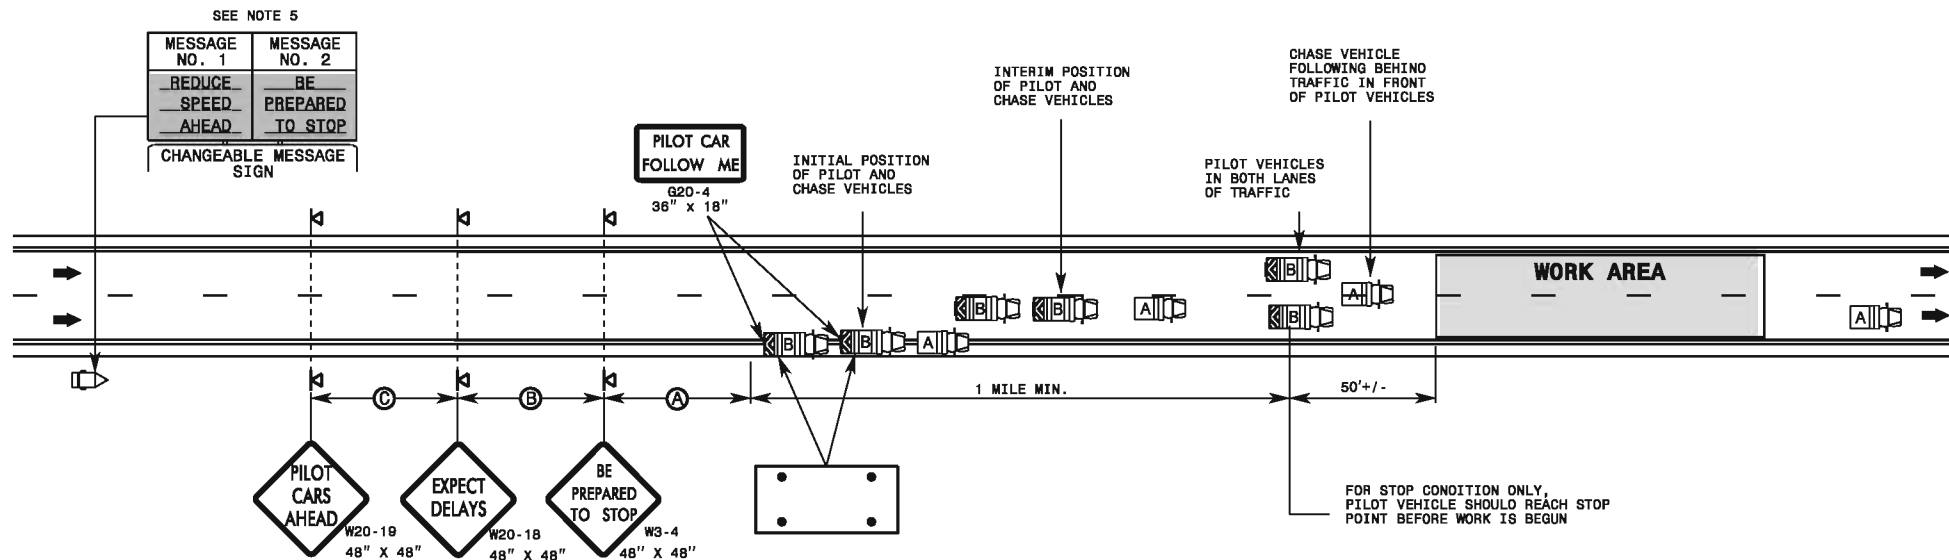 SEE NOTE 5
MESSAGE NO. 1
MESSAGE NO. 2
REDUCE
SPEED
AHEAD
BE
PREPARED
TO STOP
CHANGEABLE MESSAGE
SIGN
PILOT CAR
FOLLOW ME
G20-4
36" X 18"
INITIAL POSITION
OF PILOT AND
CHASE VEHICLES
INTERIM POSITION
OF PILOT AND
CHASE VEHICLES
PILOT VEHICLES
IN BOTH LANES
OF TRAFFIC
CHASE VEHICLE
FOLLOWING BEHIND
TRAFFIC IN FRONT
OF PILOT VEHICLES
B
B
A
B
B
A
B
B
A
WORK AREA
A
C
B
A
1 MILE MIN.
50'+/-
PILOT
CARS
AHEAD
W20-19
48" X 48"
EXPECT
DELAYS
W20-18
48" X 48"
BE
PREPARED
TO STOP
W3-4
48" X 48"
FOR STOP CONDITION ONLY,
PILOT VEHICLE SHOULD REACH STOP
POINT BEFORE WORK IS BEGUN